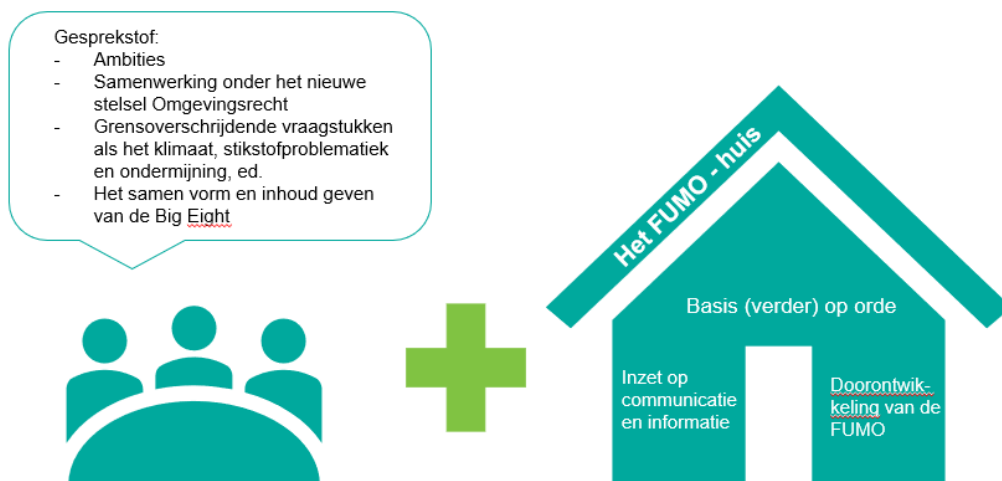 Gesprekstof:
- Ambities
- Samenwerking onder het nieuwe
stelsel Omgevingsrecht
- Grensoverschrijdende vraagstukken
als het klimaat, stikstofproblematiek
en ondermijning, ed.
- Het samen vorm en inhoud geven
van de Big Eight
Het FUMO - huis
Basis (verder) op orde
Inzet op
communicatie
en informatie
Doorontwik-
keling van de
FUMO